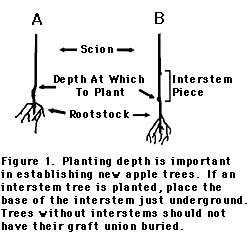 A B
Scion
Depth At Which Interstem
To Plant Piece
Rootstock
Figure 1. Planting depth is important
in establishing new apple trees. If an
interstem tree is planted, place the
base of the interstem just underground.
Trees without interstems should not
have their graft union buried.